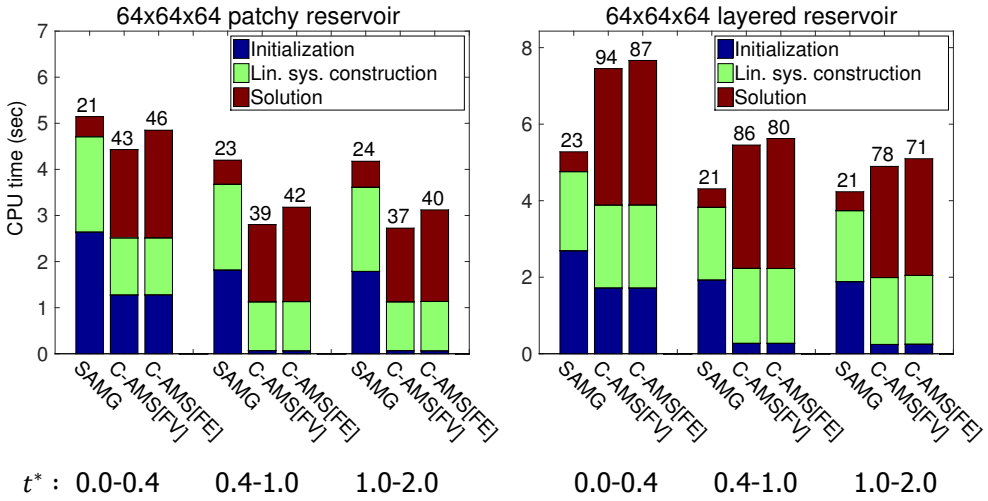 64x64x64 patchy reservoir
7
6
5
4
3
2
1
0
CPU time (sec)
Initialization
Lin. sys. construction
Solution
21
43
46
23
39
42
24
37
40
SAMG
C-AMS[FV]
C-AMS[FE]
SAMG
C-AMS[FV]
C-AMS[FE]
SAMG
C-AMS[FV]
C-AMS[FE]
64x64x64 layered reservoir
8
6
4
2
0
Initialization
Lin. sys. construction
Solution
23
94
87
21
86
80
21
78
71
SAMG
C-AMS[FV]
C-AMS[FE]
SAMG
C-AMS[FV]
C-AMS[FE]
SAMG
C-AMS[FV]
C-AMS[FE]
t* : 0.0-0.4 0.4-1.0 1.0-2.0 0.0-0.4 0.4-1.0 1.0-2.0